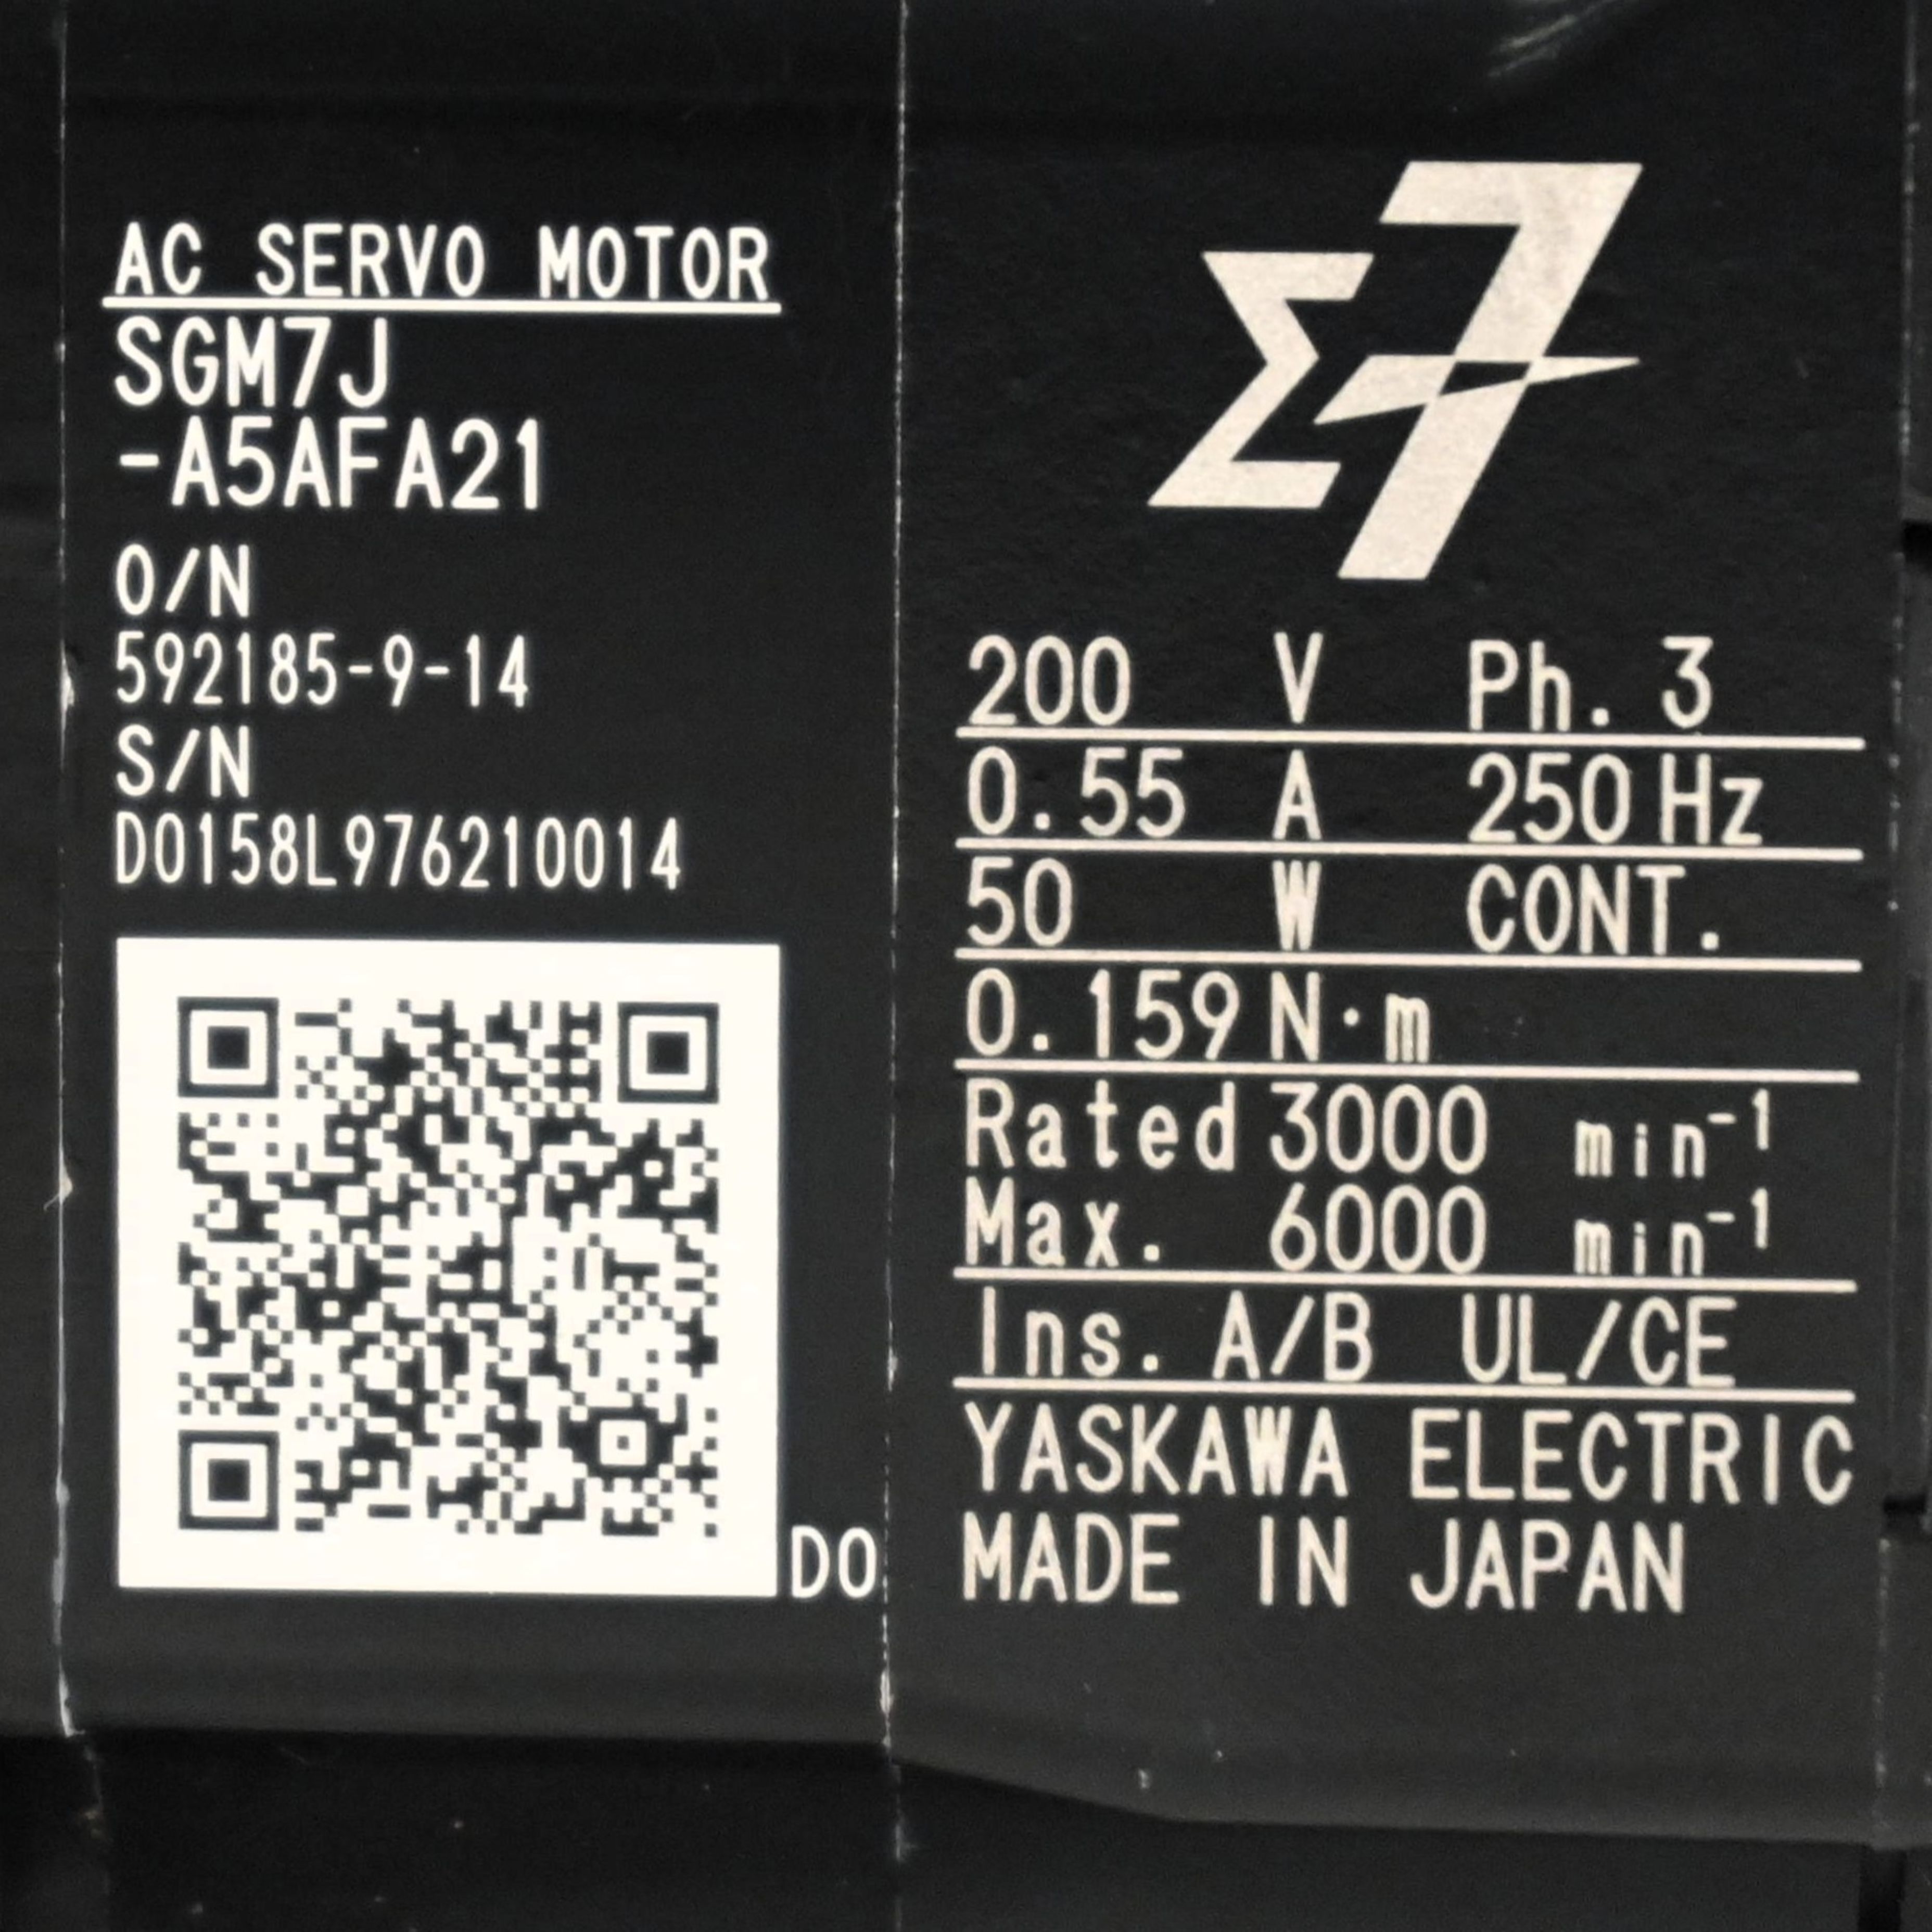 AC SERVO MOTOR
SGM7J
-A5AFA21
O/N
592185-9-14
S/N
D0158L976210014
DO
Σ7
200 V Ph. 3
0.55 A 250 Hz
50 W CONT.
0.159 N·m
Rated 3000 min⁻¹
Max. 6000 min⁻¹
Ins. A/B UL/CE
YASKAWA ELECTRIC
MADE IN JAPAN